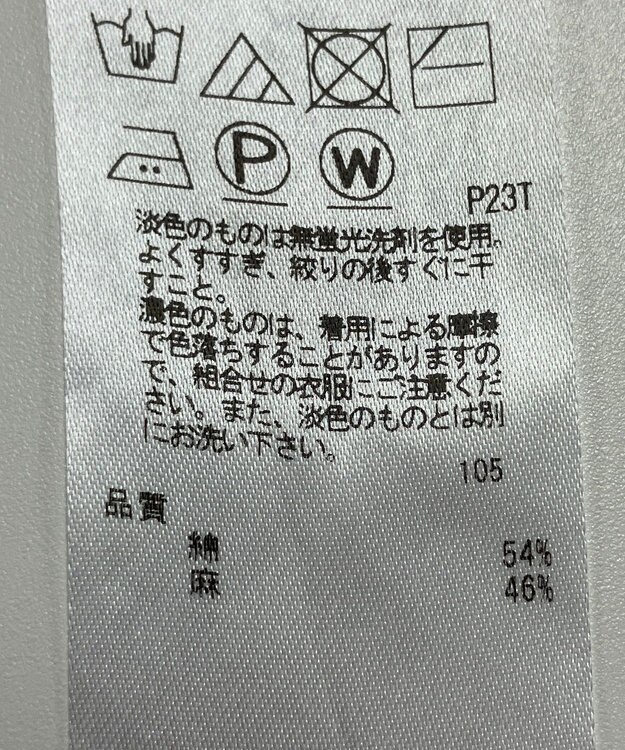 P
W
P23T
淡色のものは無蛍光洗剤を使用。
よくすすぎ、絞りの後すぐに干
すこと。
濃色のものは、着用による摩擦
で色落ちすることがありますの
で、組合せの衣服にご注意くだ
さい。また、淡色のものとは別
にお洗い下さい。
105
品質
綿 54%
麻 46%